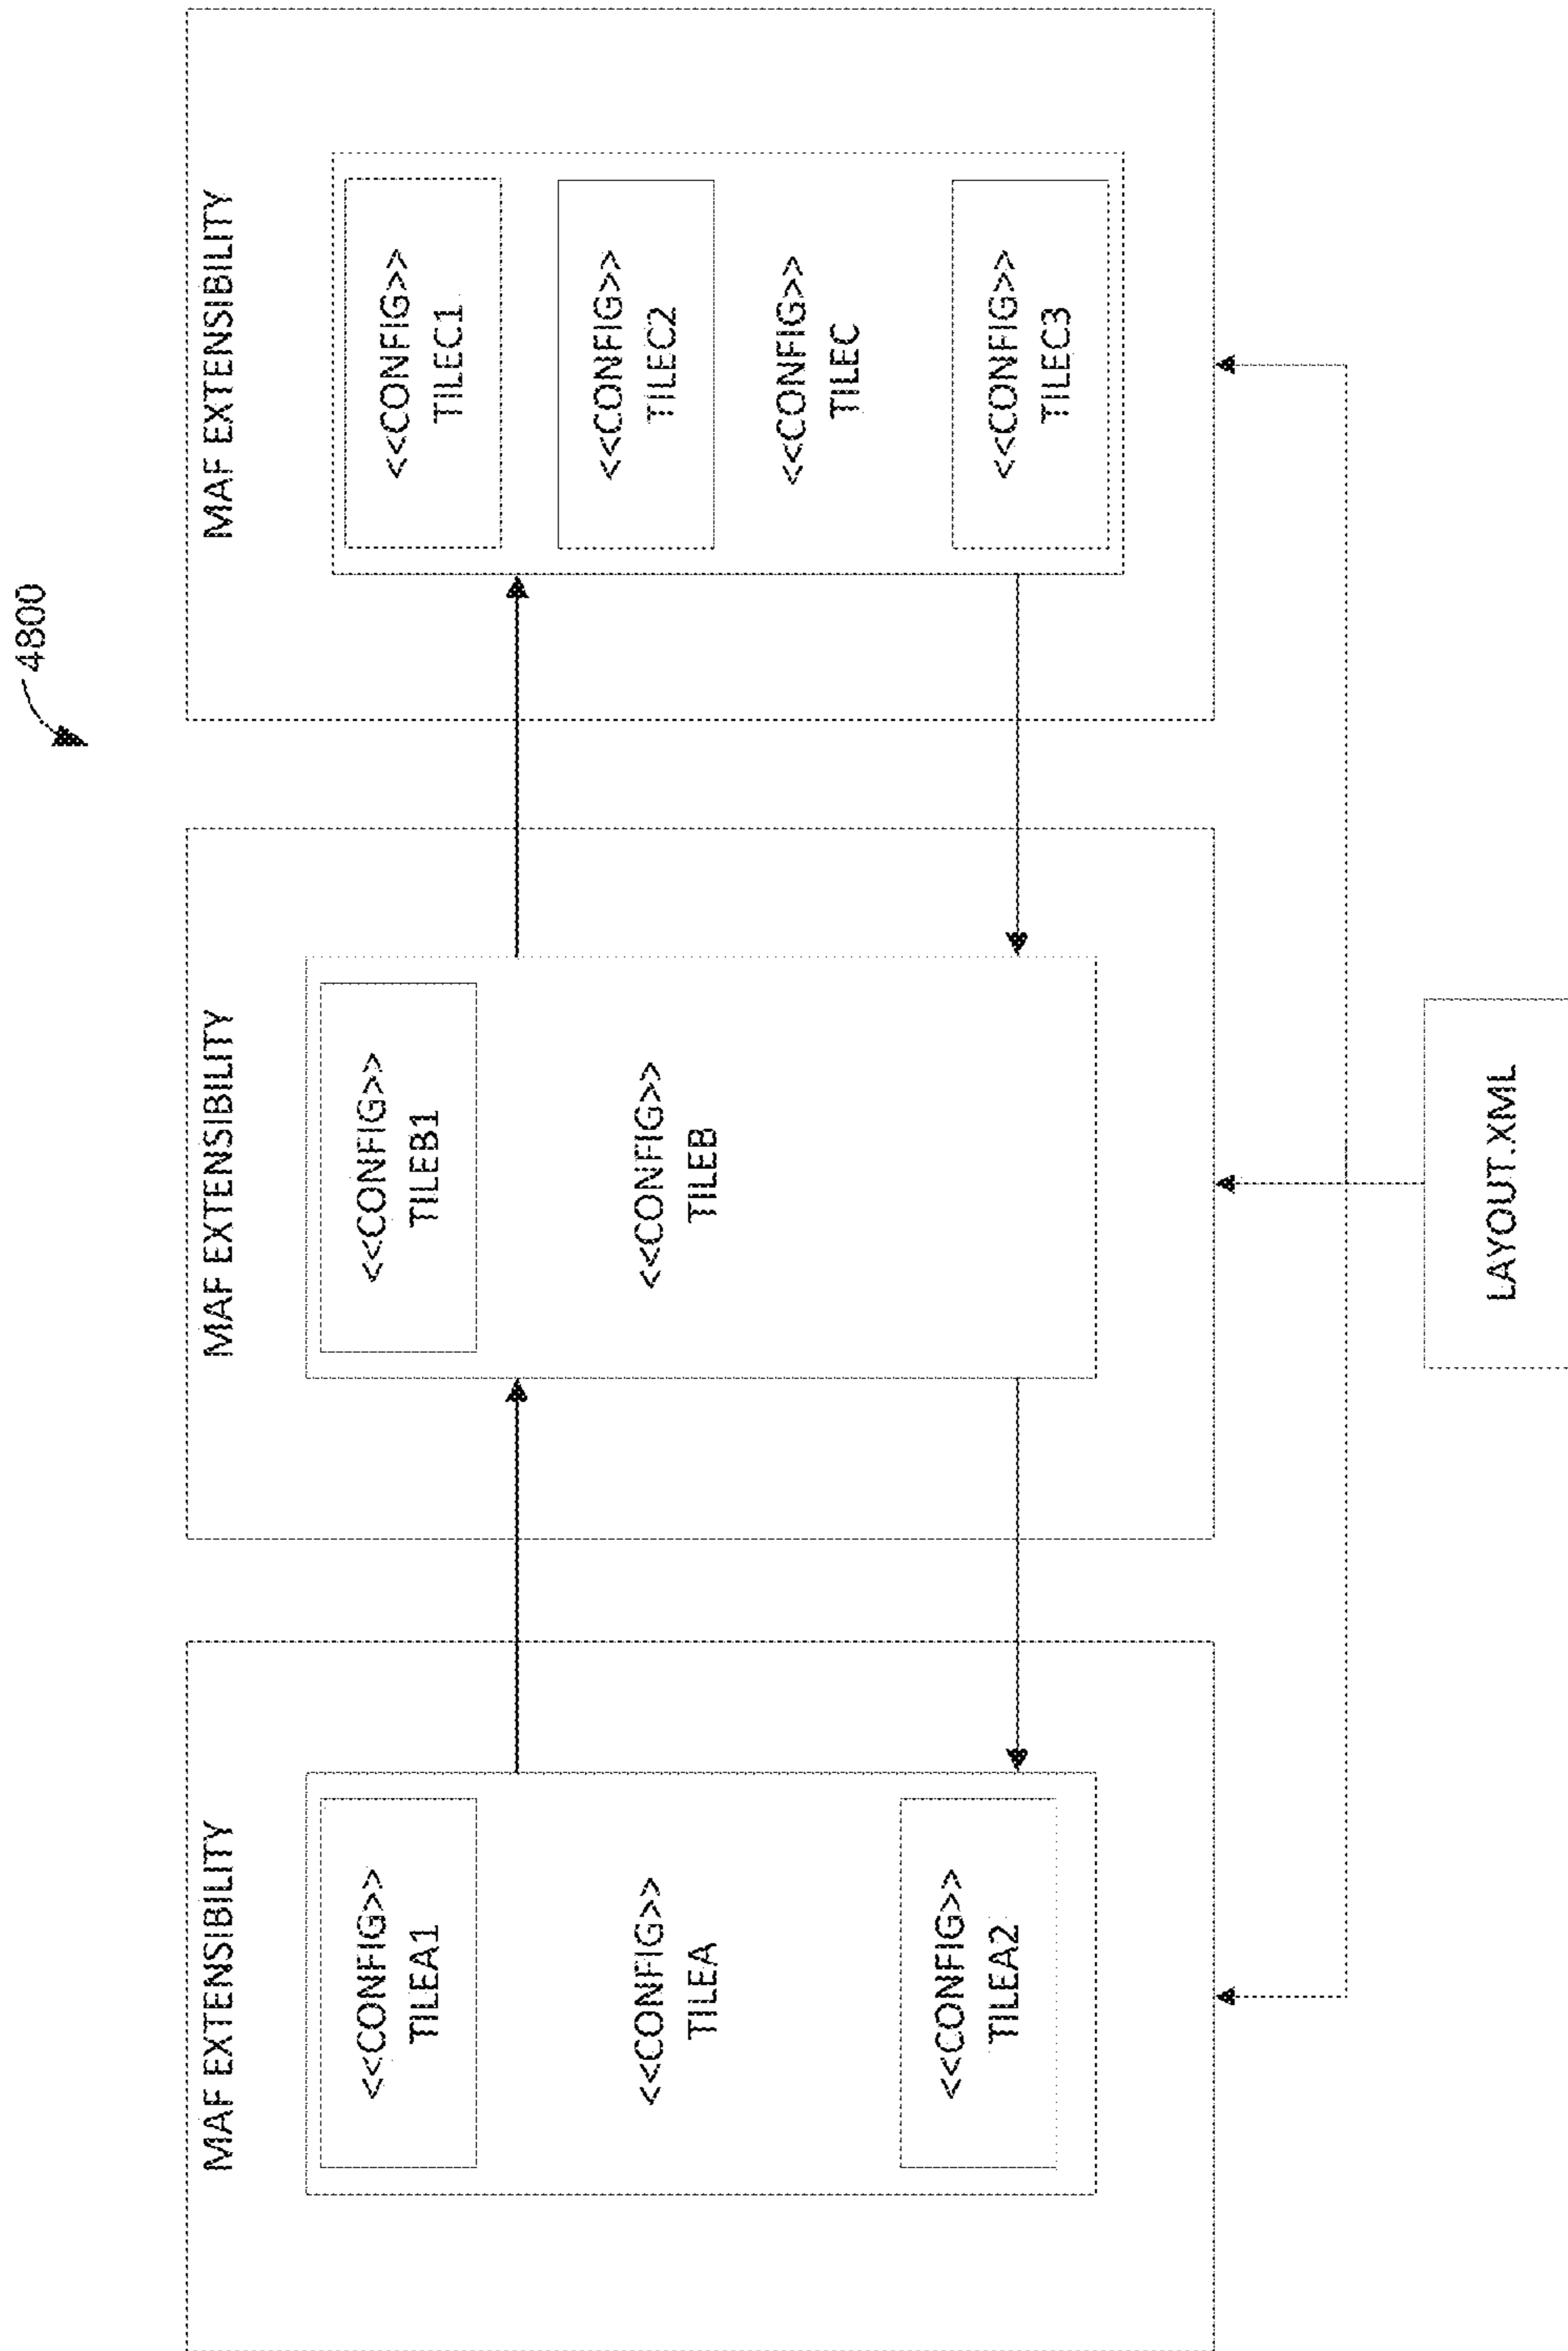 4800
MAF EXTENSIBILITY
<<CONFIG>>
TILEA1
<<CONFIG>>
TILEA
<<CONFIG>>
TILEA2
MAF EXTENSIBILITY
<<CONFIG>>
TILEB1
<<CONFIG>>
TILEB
MAF EXTENSIBILITY
<<CONFIG>>
TILEC1
<<CONFIG>>
TILEC2
<<CONFIG>>
TILEC
<<CONFIG>>
TILEC3
LAYOUT.XML